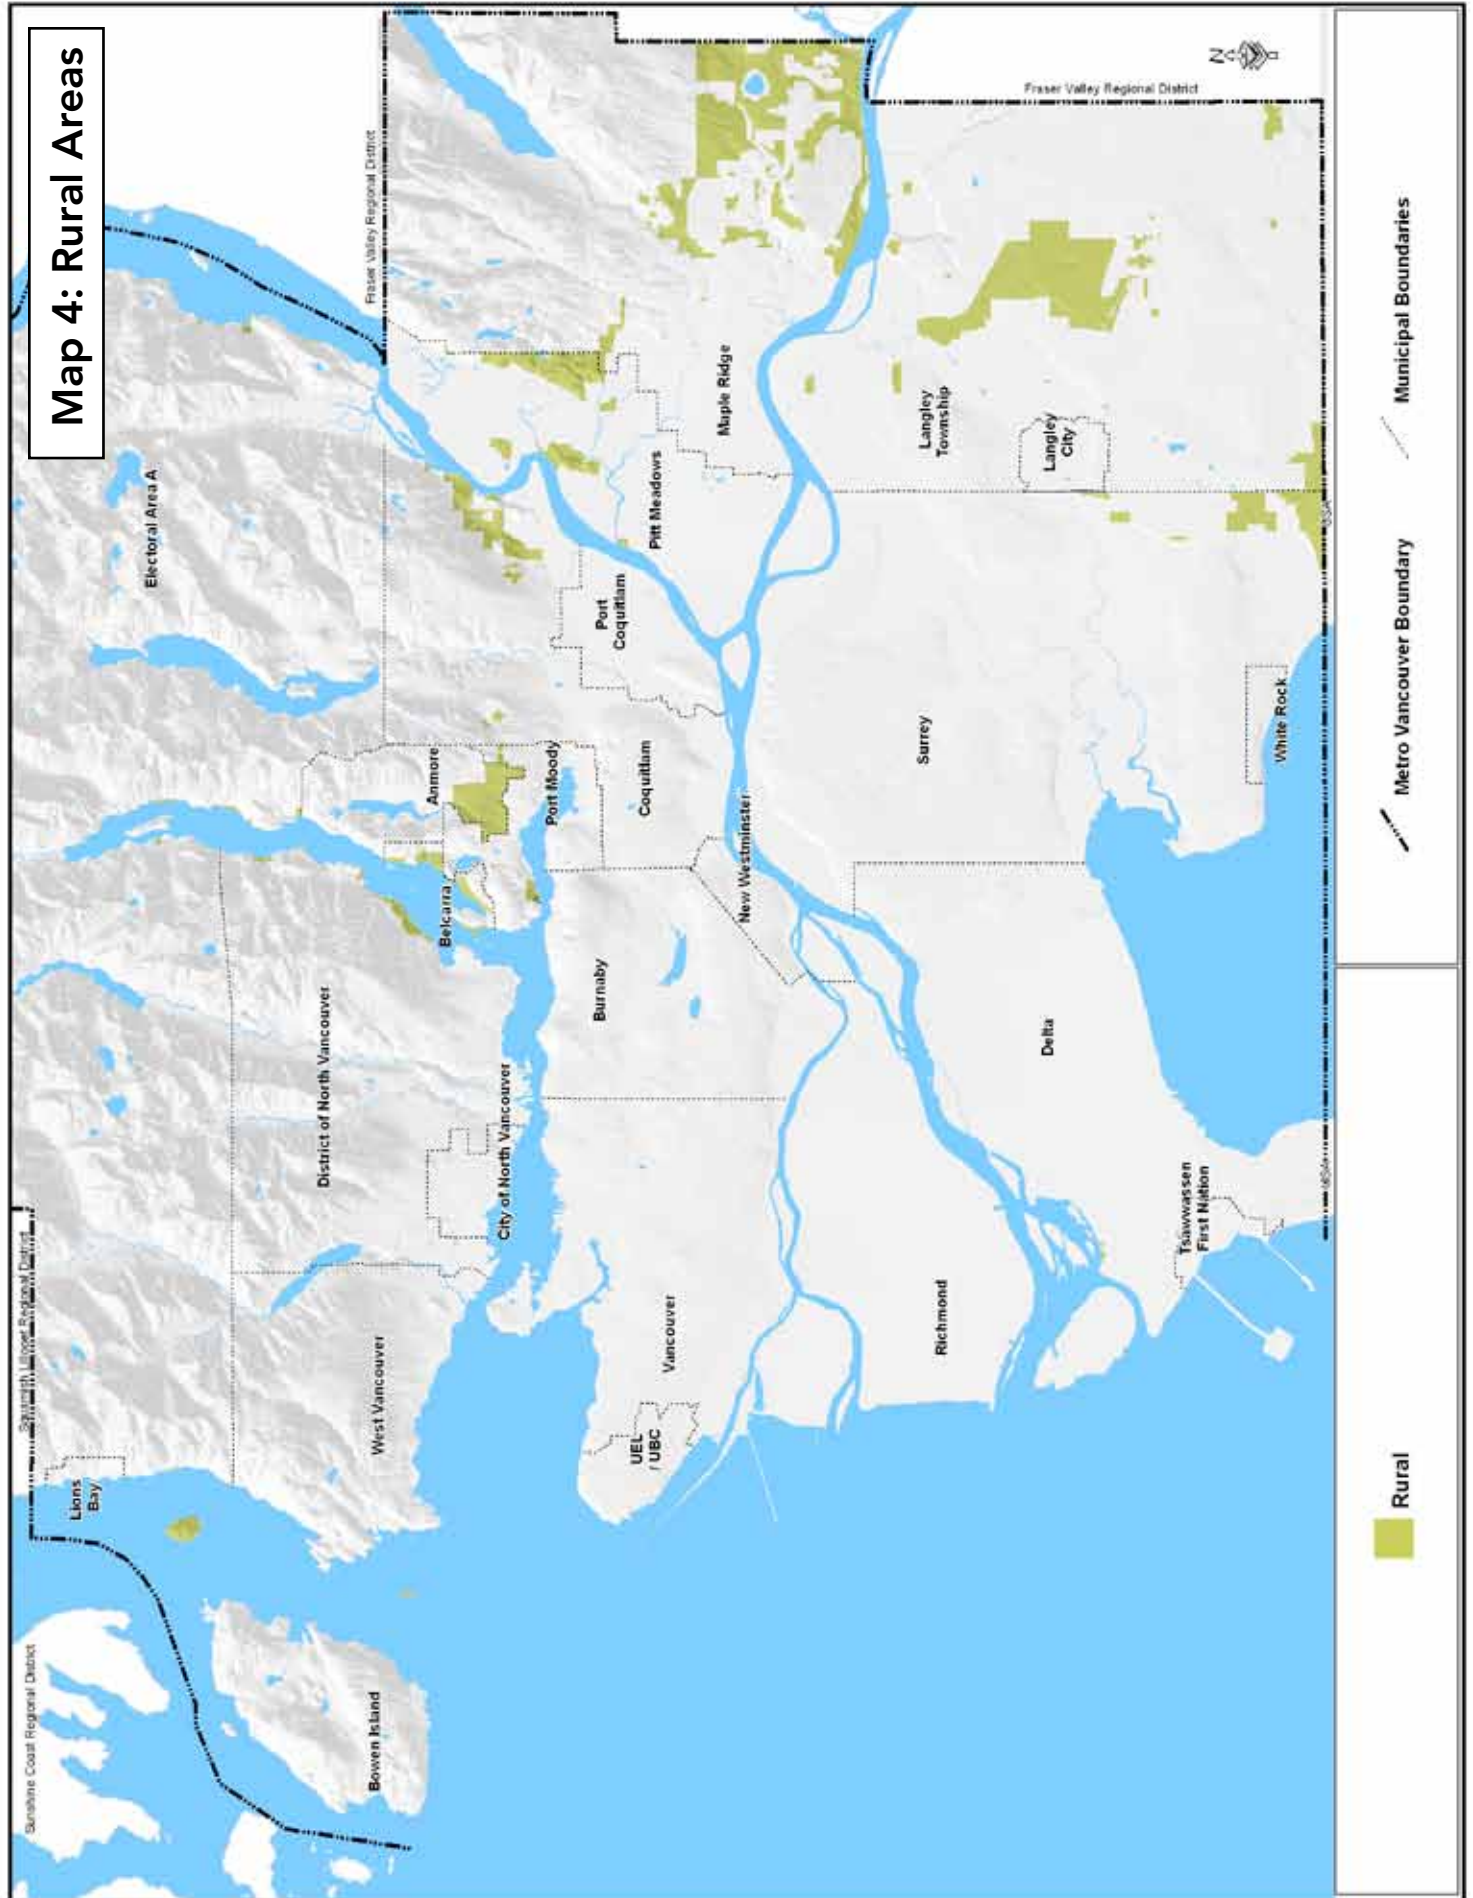 Map 4: Rural Areas
Sunshine Coast Regional District
Squamish Lillooet Regional District
Fraser Valley Regional District
Fraser Valley Regional District
N
Lions
Bay
Electoral Area A
Bowen Island
West Vancouver
District of North Vancouver
City of North Vancouver
Belcarra
Anmore
Port Moody
Port
Coquitlam
Pitt Meadows
Maple Ridge
UEL
/ UBC
Vancouver
Burnaby
Coquitlam
New Westminster
Richmond
Surrey
Langley
Township
Langley
City
Delta
Tsawwassen
First Nation
White Rock
USA
USA
Rural
Metro Vancouver Boundary
Municipal Boundaries